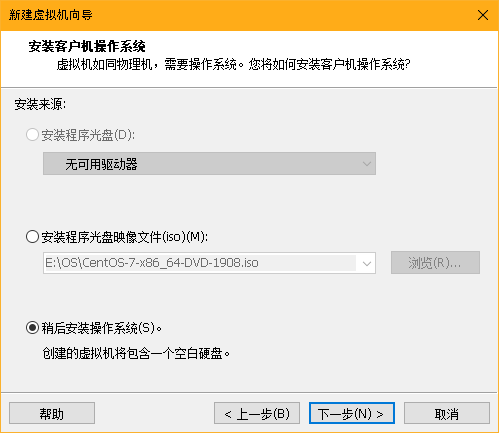 新建虚拟机向导
安装客户机操作系统
虚拟机如同物理机，需要操作系统。您将如何安装客户机操作系统?
安装来源:
安装程序光盘(D):
无可用驱动器
安装程序光盘映像文件(iso)(M):
E:\OS\CentOS-7-x86_64-DVD-1908.iso
浏览(R)...
稍后安装操作系统(S)。
创建的虚拟机将包含一个空白硬盘。
帮助
< 上一步(B)
下一步(N) >
取消